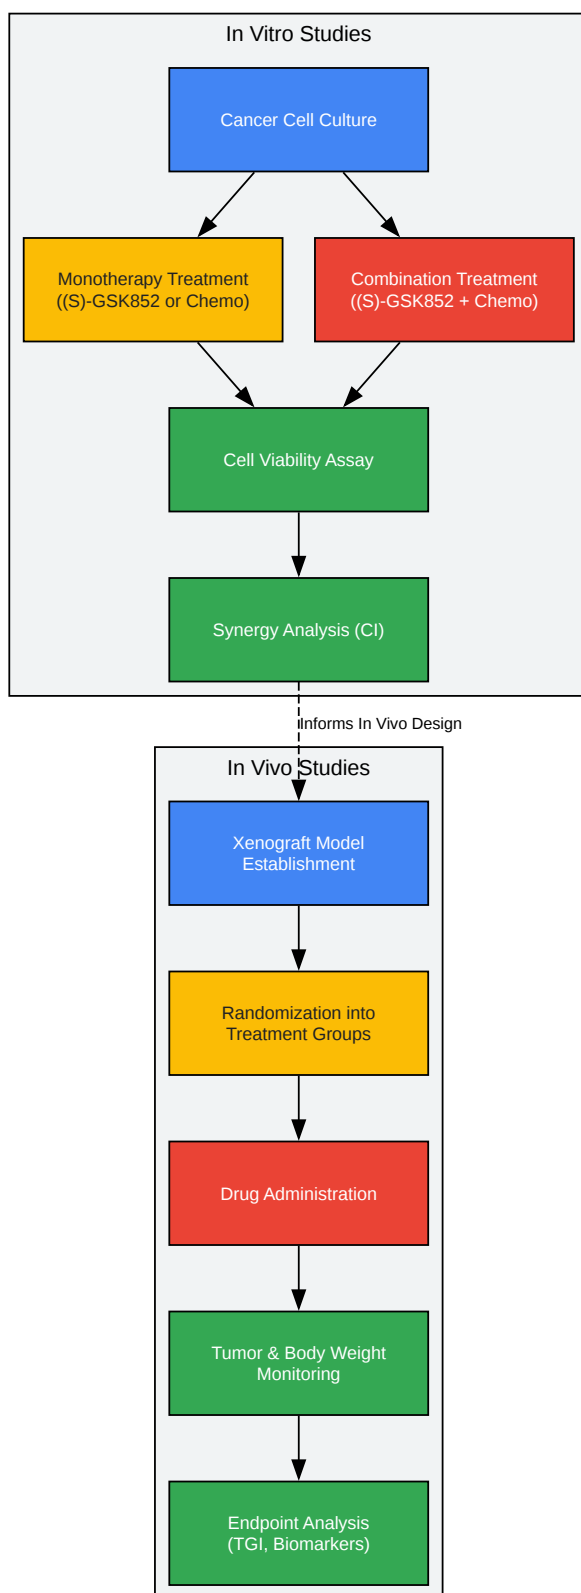 In Vitro Studies
Cancer Cell Culture
Monotherapy Treatment
((S)-GSK852 or Chemo)
Combination Treatment
((S)-GSK852 + Chemo)
Cell Viability Assay
Synergy Analysis (CI)
Informs In Vivo Design
In Vivo Studies
Xenograft Model
Establishment
Randomization into
Treatment Groups
Drug Administration
Tumor & Body Weight
Monitoring
Endpoint Analysis
(TGI, Biomarkers)